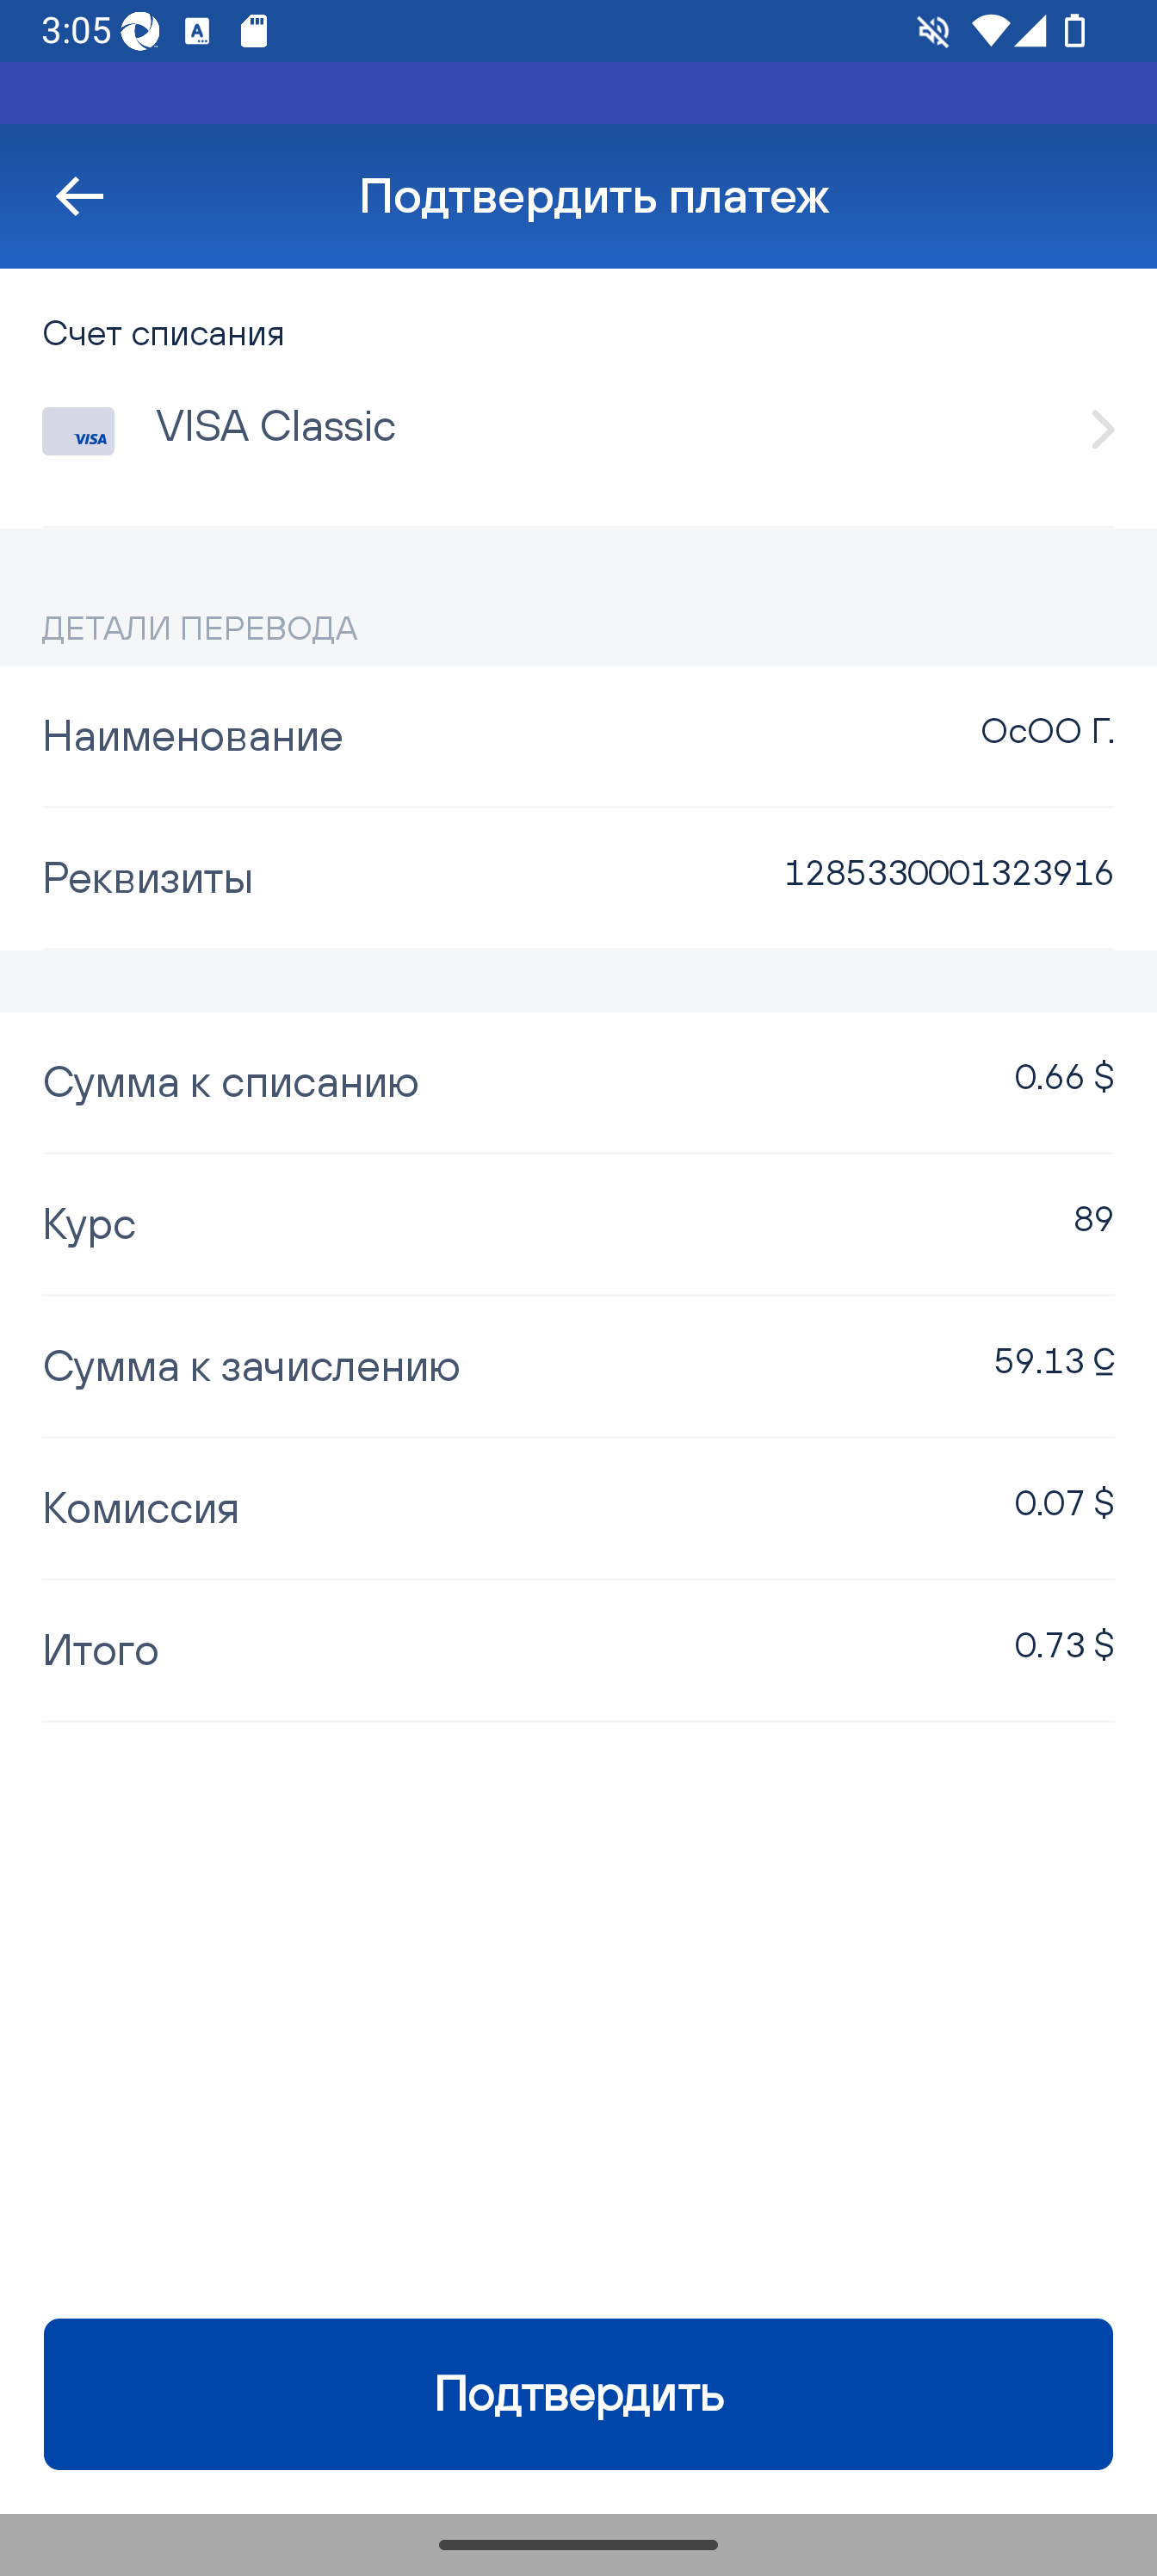 3:05
Подтвердить платеж
Счет списания
VISA
VISA Classic
ДЕТАЛИ ПЕРЕВОДА
Наименование ОсОО Г.
Реквизиты 1285330001323916
Сумма к списанию 0.66 $
Курс 89
Сумма к зачислению 59.13 С̲
Комиссия 0.07 $
Итого 0.73 $
Подтвердить